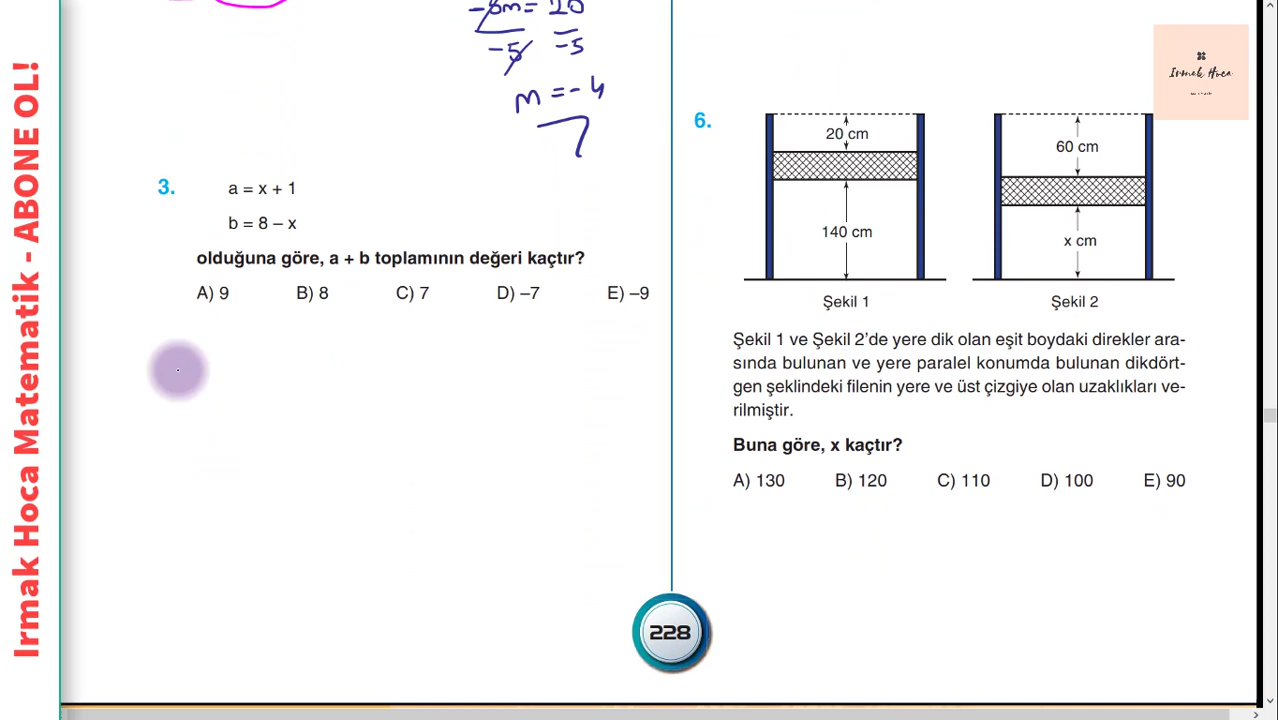 Irmak Hoca Matematik - ABONE OL!
= 20
-5 -5
m = - 4
3.
a = x + 1
b = 8 – x
olduğuna göre, a + b toplamının değeri kaçtır?
A) 9 B) 8 C) 7 D) –7 E) –9
228
Irmak Hoca
6.
20 cm
140 cm
Şekil 1
60 cm
x cm
Şekil 2
Şekil 1 ve Şekil 2’de yere dik olan eşit boydaki direkler ara-
sında bulunan ve yere paralel konumda bulunan dikdört-
gen şeklindeki filenin yere ve üst çizgiye olan uzaklıkları ve-
rilmiştir.
Buna göre, x kaçtır?
A) 130 B) 120 C) 110 D) 100 E) 90